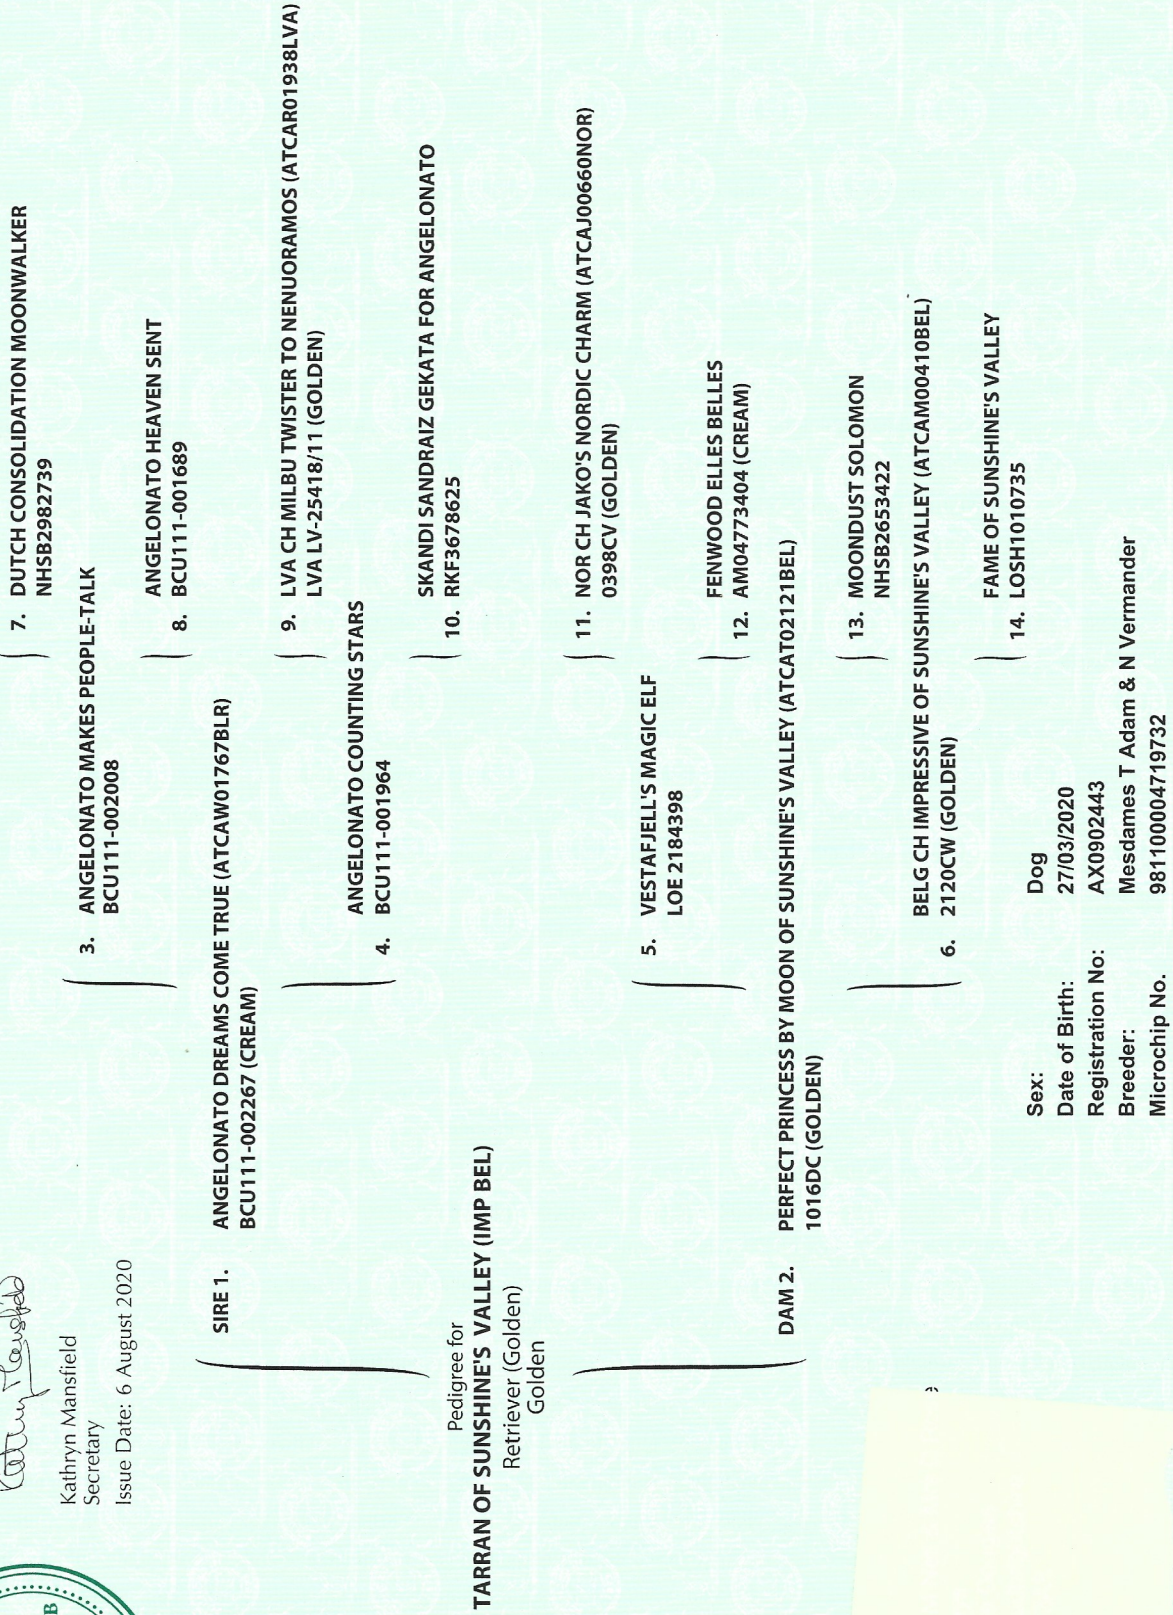 Kathryn Mansfield
Secretary
Issue Date: 6 August 2020
B
Pedigree for
TARRAN OF SUNSHINE'S VALLEY (IMP BEL)
Retriever (Golden)
Golden
SIRE 1. ANGELONATO DREAMS COME TRUE (ATCAW01767BLR)
BCU111-002267 (CREAM)
DAM 2. PERFECT PRINCESS BY MOON OF SUNSHINE'S VALLEY (ATCAT02121BEL)
1016DC (GOLDEN)
3. ANGELONATO MAKES PEOPLE-TALK
BCU111-002008
ANGELONATO COUNTING STARS
4. BCU111-001964
5. VESTAFJELL'S MAGIC ELF
LOE 2184398
BELG CH IMPRESSIVE OF SUNSHINE'S VALLEY (ATCAM00410BEL)
6. 2120CW (GOLDEN)
7. DUTCH CONSOLIDATION MOONWALKER
NHSB2982739
ANGELONATO HEAVEN SENT
8. BCU111-001689
9. LVA CH MILBU TWISTER TO NENUORAMOS (ATCAR01938LVA)
LVA LV-25418/11 (GOLDEN)
SKANDI SANDRAIZ GEKATA FOR ANGELONATO
10. RKF3678625
11. NOR CH JAKO'S NORDIC CHARM (ATCAJ00660NOR)
0398CV (GOLDEN)
FENWOOD ELLES BELLES
12. AM04773404 (CREAM)
13. MOONDUST SOLOMON
NHSB2653422
FAME OF SUNSHINE'S VALLEY
14. LOSH1010735
Sex: Dog
Date of Birth: 27/03/2020
Registration No: AX0902443
Breeder: Mesdames T Adam & N Vermander
Microchip No. 981100004719732